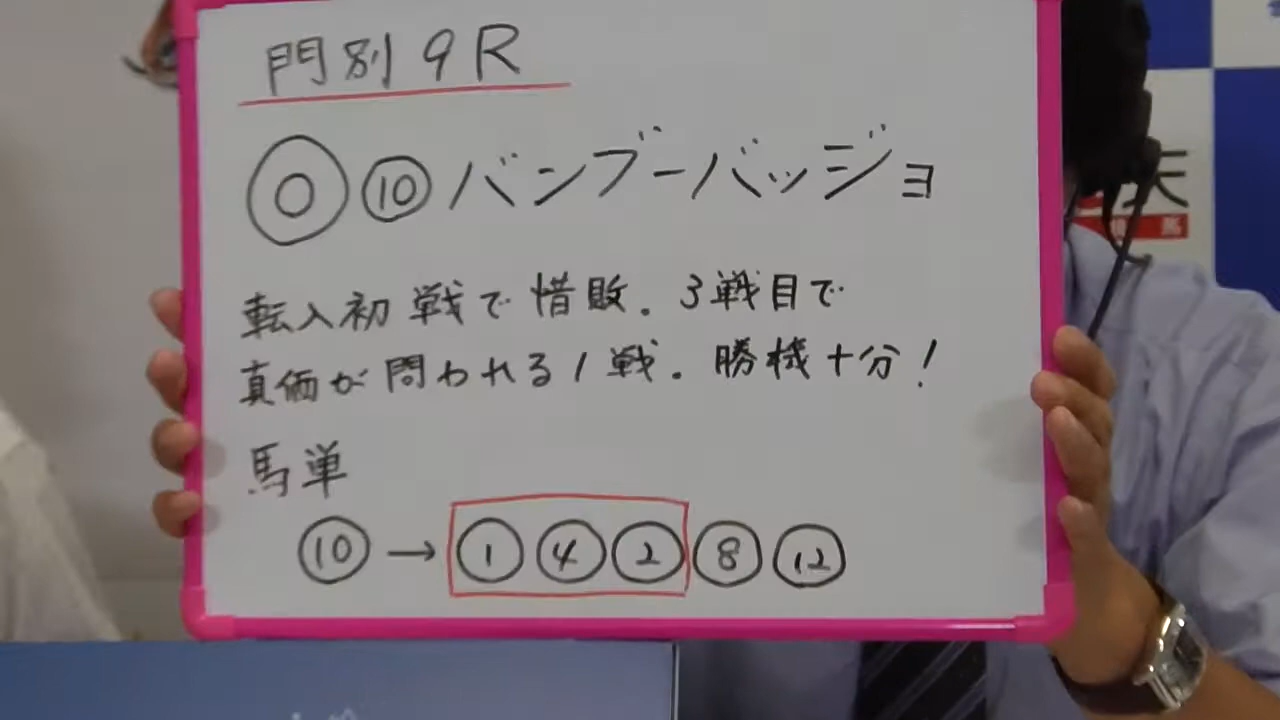 門別9R
◎⑩バンブーバッジョ
転入初戦で惜敗.3戦目で
真価が問われる1戦.勝機十分!
馬単
⑩→①④②⑧⑫
天